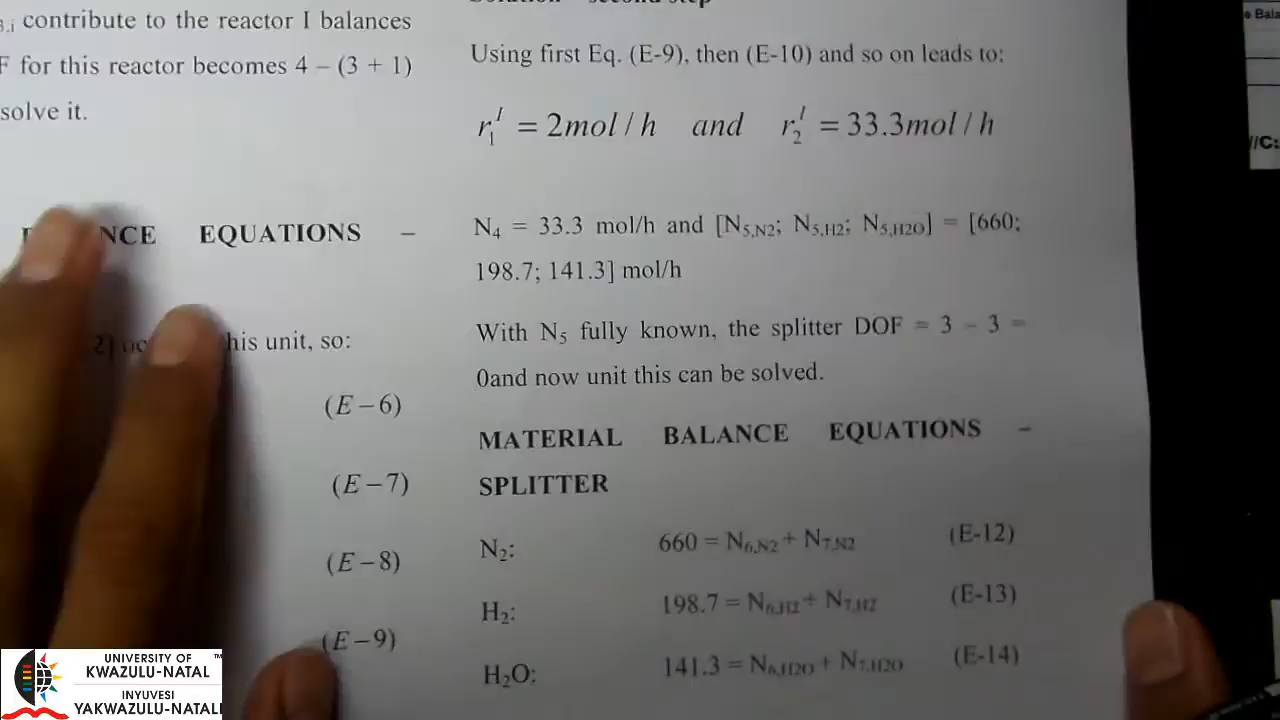 3,1 contribute to the reactor I balances
F for this reactor becomes 4 – (3 + 1)
solve it.
NCE EQUATIONS –
2] his unit, so:
(E – 6)
(E – 7)
(E – 8)
(E – 9)
Using first Eq. (E-9), then (E-10) and so on leads to:
r₁ᴵ = 2mol / h and r₂ᴵ = 33.3mol / h
N₄ = 33.3 mol/h and [N5,N2; N5,H2; N5,H2O] = [660;
198.7; 141.3] mol/h
With N₅ fully known, the splitter DOF = 3 – 3 =
0and now unit this can be solved.
MATERIAL BALANCE EQUATIONS –
SPLITTER
N₂: 660 = N6,N2 + N7,N2 (E-12)
H₂: 198.7 = N6,H2 + N7,H2 (E-13)
H₂O: 141.3 = N6,H2O + N7,H2O (E-14)
//C:
UNIVERSITY OF
KWAZULU-NATAL
INYUVESI
YAKWAZULU-NATALI
TM